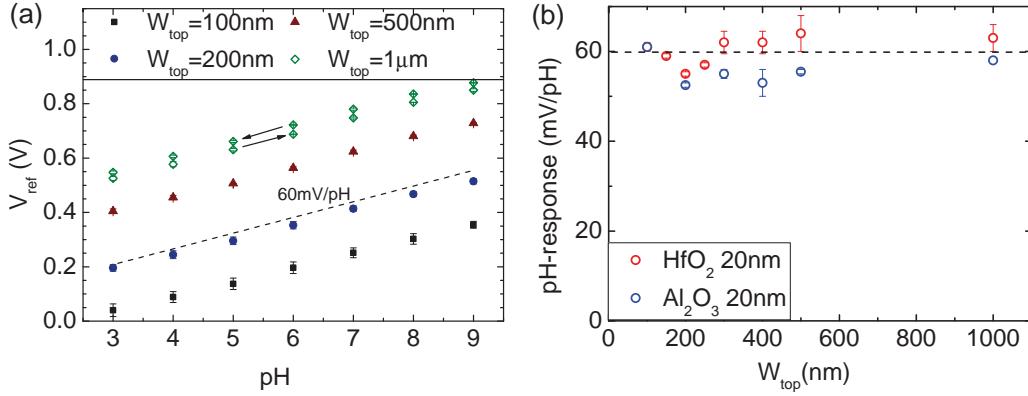 (a)
W_top=100nm W_top=500nm
W_top=200nm W_top=1μm
1.0
0.8
0.6
0.4
0.2
0.0
V_ref (V)
60mV/pH
3 4 5 6 7 8 9
pH
(b)
80
60
40
20
0
pH-response (mV/pH)
HfO₂ 20nm
Al₂O₃ 20nm
0 200 400 600 800 1000
W_top(nm)